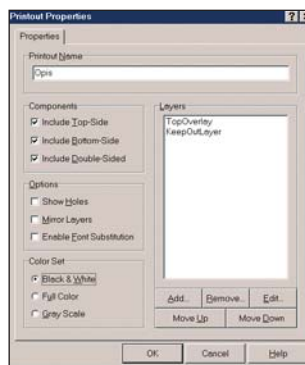 Printout Properties
Properties
Printout Name
Opis
Components
Include Top-Side
Include Bottom-Side
Include Double-Sided
Options
Show Holes
Mirror Layers
Enable Font Substitution
Color Set
Black & White
Full Color
Gray Scale
Layers
TopOverlay
KeepOutLayer
Add... Remove... Edit...
Move Up Move Down
OK Cancel Help